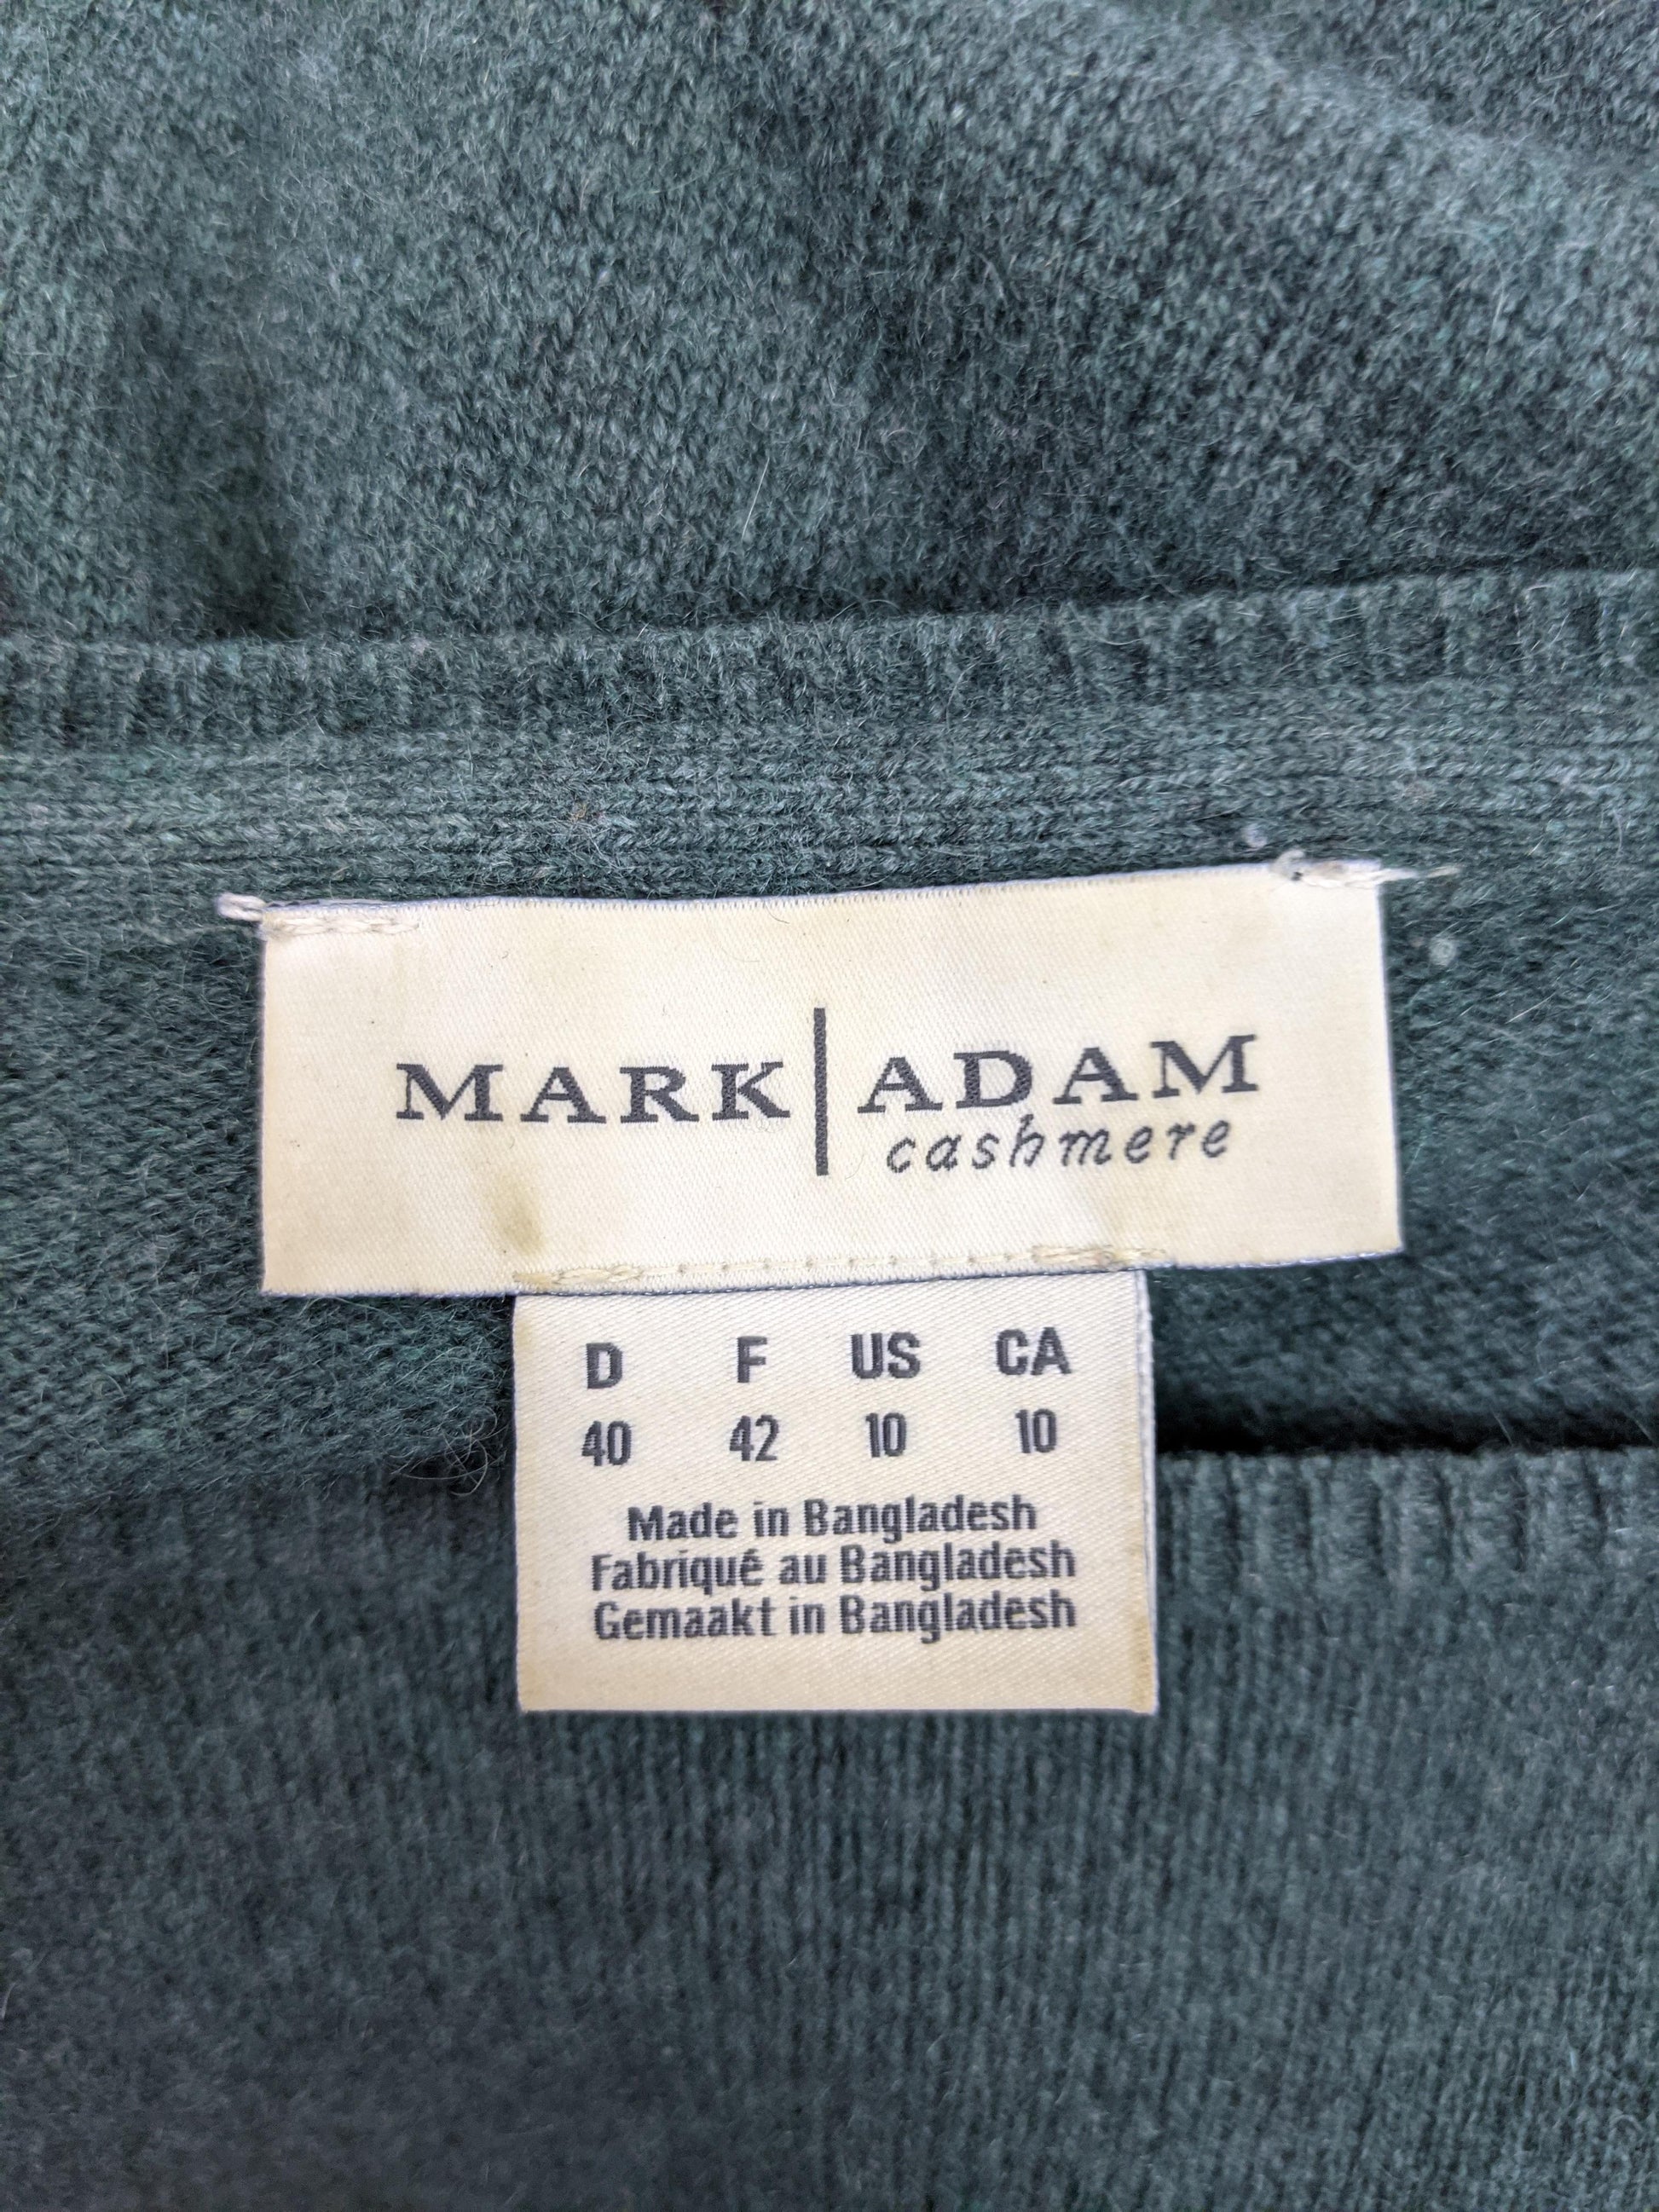 MARK | ADAM
cashmere
D F US CA
40 42 10 10
Made in Bangladesh
Fabriqué au Bangladesh
Gemaakt in Bangladesh